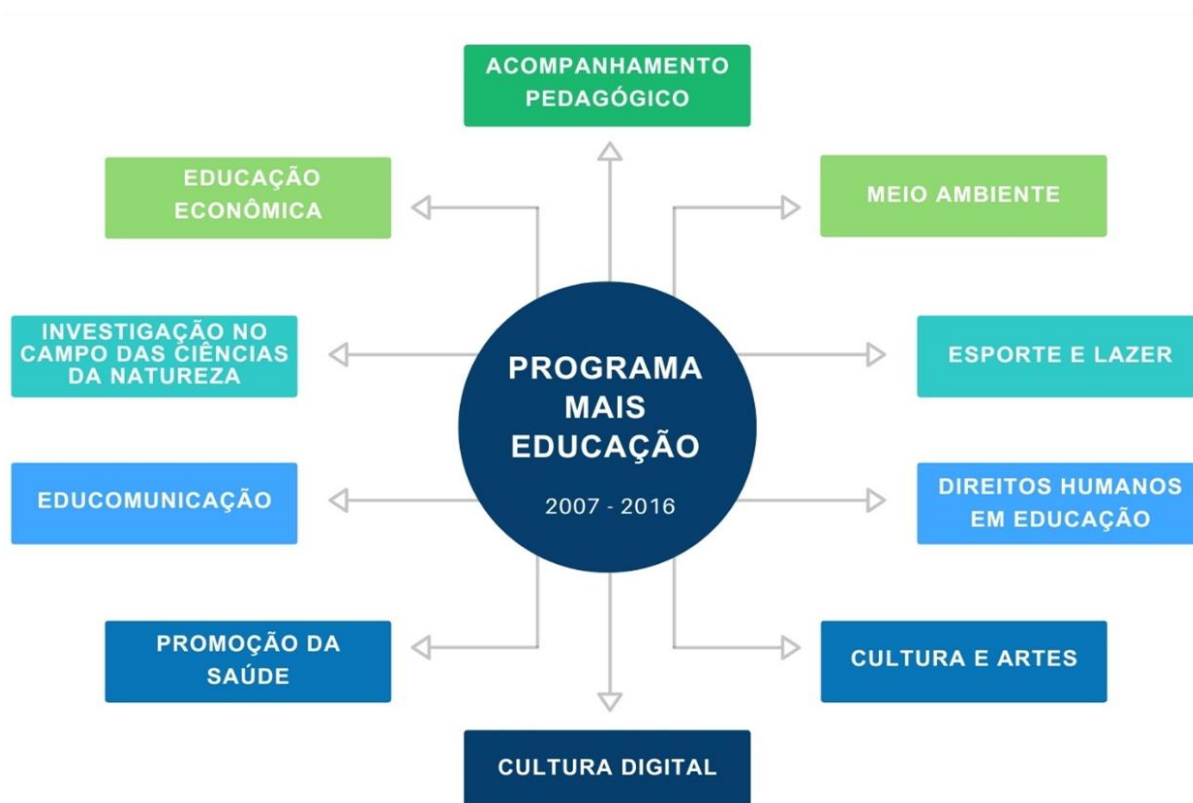 ACOMPANHAMENTO
PEDAGÓGICO
EDUCAÇÃO
ECONÔMICA
MEIO AMBIENTE
INVESTIGAÇÃO NO
CAMPO DAS CIÊNCIAS
DA NATUREZA
ESPORTE E LAZER
PROGRAMA
MAIS
EDUCAÇÃO
2007 - 2016
EDUCOMUNICAÇÃO
DIREITOS HUMANOS
EM EDUCAÇÃO
PROMOÇÃO DA
SAÚDE
CULTURA E ARTES
CULTURA DIGITAL